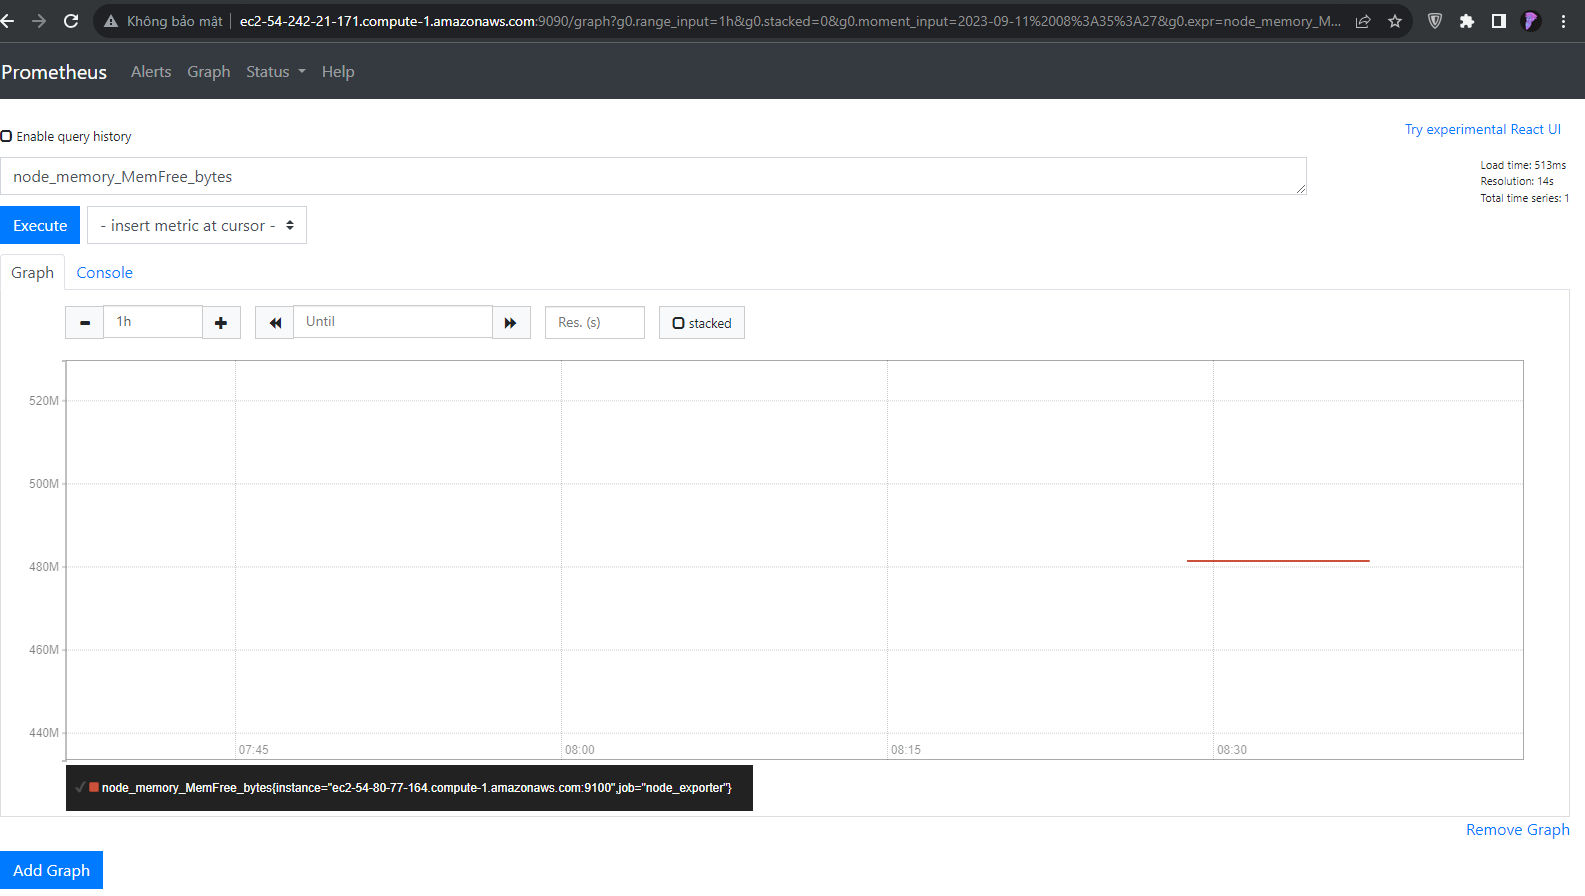 Không bảo mật ec2-54-242-21-171.compute-1.amazonaws.com:9090/graph?g0.range_input=1h&g0.stacked=0&g0.moment_input=2023-09-11%2008%3A35%3A27&g0.expr=node_memory_M...
Prometheus Alerts Graph Status Help
Enable query history
Try experimental React UI
node_memory_MemFree_bytes
Load time: 513ms
Resolution: 14s
Total time series: 1
Execute - insert metric at cursor -
Graph Console
1h Until Res. (s) stacked
520M
500M
480M
460M
440M
07:45 08:00 08:15 08:30
node_memory_MemFree_bytes{instance="ec2-54-80-77-164.compute-1.amazonaws.com:9100",job="node_exporter"}
Remove Graph
Add Graph